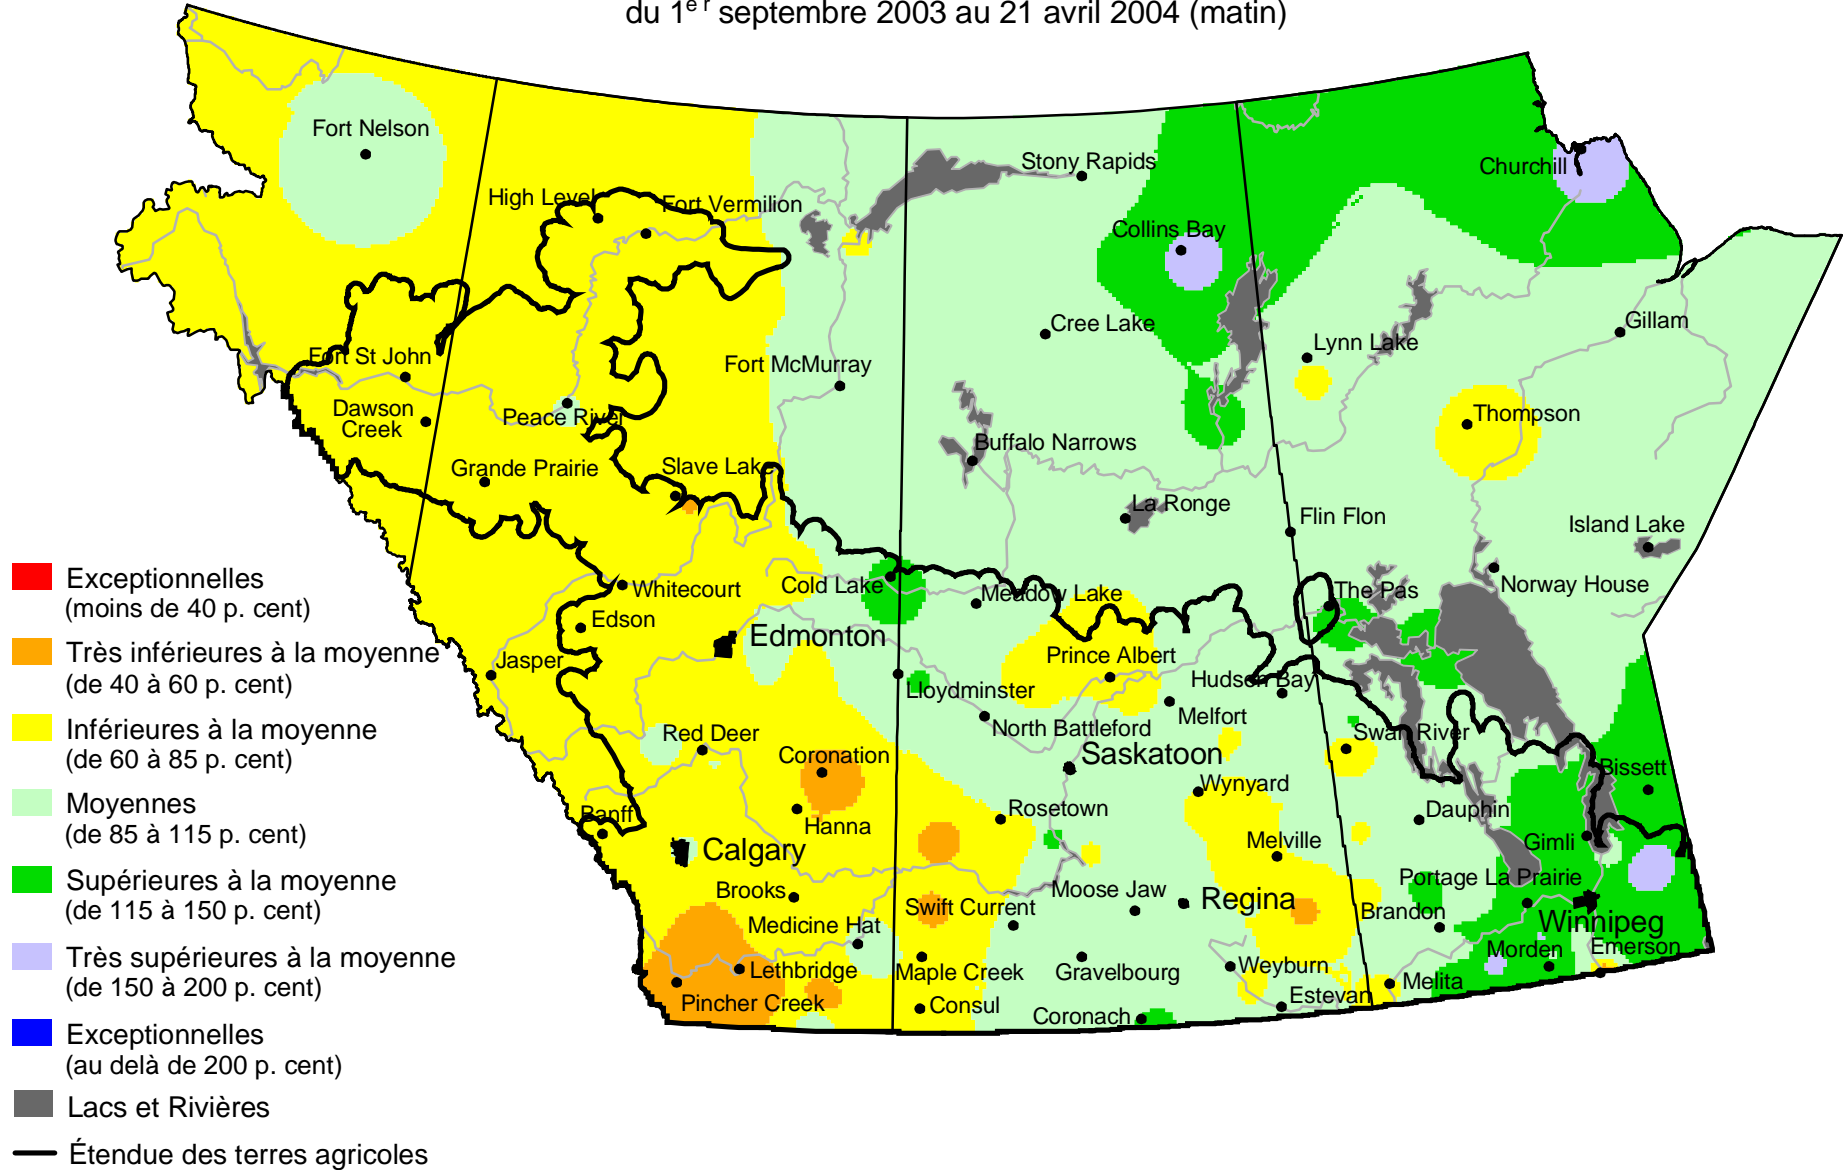 du 1er septembre 2003 au 21 avril 2004 (matin)
Fort Nelson
Stony Rapids
Churchill
High Level
Fort Vermilion
Collins Bay
Cree Lake
Gillam
Lynn Lake
Fort St John
Fort McMurray
Dawson
Creek
Peace River
Thompson
Buffalo Narrows
Grande Prairie
Slave Lake
La Ronge
Flin Flon
Island Lake
Whitecourt
Cold Lake
Meadow Lake
The Pas
Norway House
Edson
Edmonton
Jasper
Prince Albert
Hudson Bay
Lloydminster
North Battleford
Melfort
Red Deer
Coronation
Saskatoon
Swan River
Bissett
Wynyard
Banff
Hanna
Rosetown
Dauphin
Calgary
Melville
Gimli
Brooks
Moose Jaw
Regina
Portage La Prairie
Medicine Hat
Swift Current
Brandon
Winnipeg
Lethbridge
Maple Creek
Gravelbourg
Weyburn
Morden
Emerson
Pincher Creek
Consul
Coronach
Estevan
Melita
Exceptionnelles
(moins de 40 p. cent)
Très inférieures à la moyenne
(de 40 à 60 p. cent)
Inférieures à la moyenne
(de 60 à 85 p. cent)
Moyennes
(de 85 à 115 p. cent)
Supérieures à la moyenne
(de 115 à 150 p. cent)
Très supérieures à la moyenne
(de 150 à 200 p. cent)
Exceptionnelles
(au delà de 200 p. cent)
Lacs et Rivières
Étendue des terres agricoles